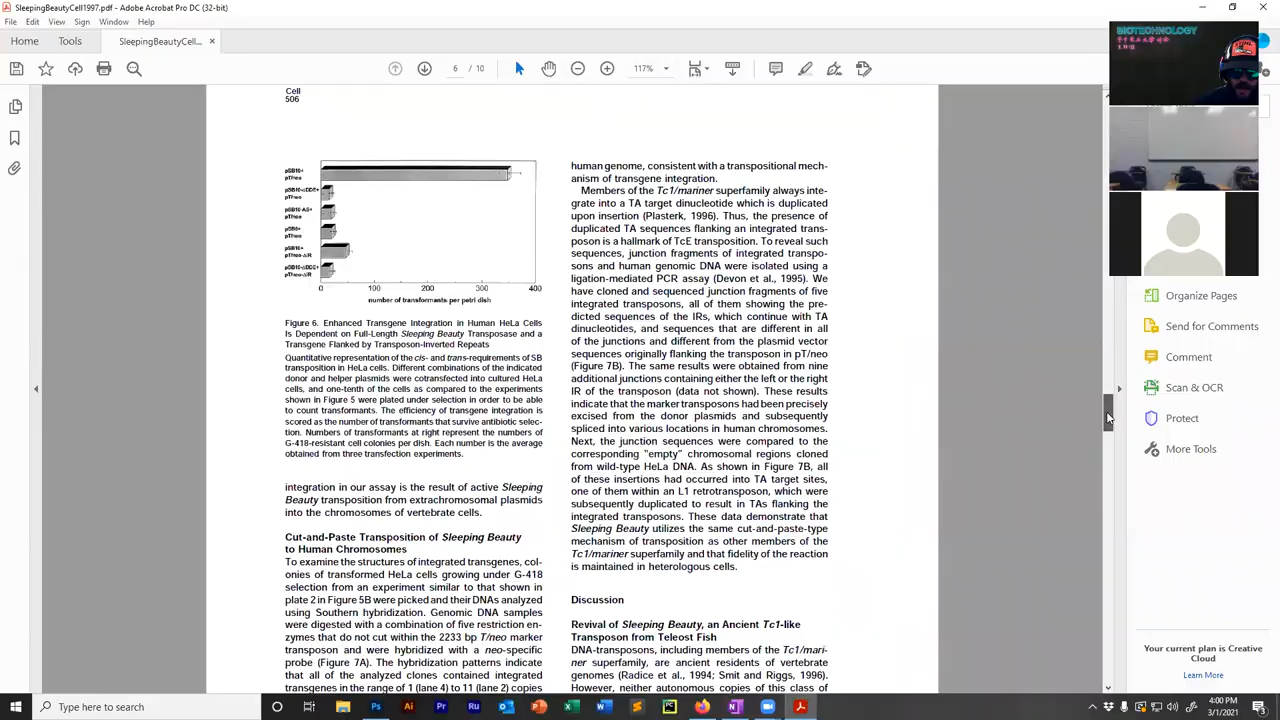 SleepingBeautyCell1997.pdf - Adobe Acrobat Pro DC (32-bit)
File Edit View Sign Window Help
Home Tools SleepingBeautyCell...
6 / 10 117%
Cell
506
0 100 200 300 400
number of transformants per petri dish
Figure 6. Enhanced Transgene Integration in Human HeLa Cells
Is Dependent on Full-Length Sleeping Beauty Transposase and a
Transgene Flanked by Transposon-Inverted Repeats
Quantitative representation of the cis- and trans-requirements of SB
transposition in HeLa cells. Different combinations of the indicated
donor and helper plasmids were cotransfected into cultured HeLa
cells, and one-tenth of the cells as compared to the experiments
shown in Figure 5 were plated under selection in order to be able
to count transformants. The efficiency of transgene integration is
scored as the number of transformants that survive antibiotic selec-
tion. Numbers of transformants at right represent the numbers of
G-418-resistant cell colonies per dish. Each number is the average
obtained from three transfection experiments.
integration in our assay is the result of active Sleeping
Beauty transposition from extrachromosomal plasmids
into the chromosomes of vertebrate cells.
Cut-and-Paste Transposition of Sleeping Beauty
to Human Chromosomes
To examine the structures of integrated transgenes, col-
onies of transformed HeLa cells growing under G-418
selection from an experiment similar to that shown in
plate 2 in Figure 5B were picked and their DNAs analyzed
using Southern hybridization. Genomic DNA samples
were digested with a combination of five restriction en-
zymes that do not cut within the 2233 bp T/neo marker
transposon and were hybridized with a neo-specific
probe (Figure 7A). The hybridization patterns indicate
that all of the analyzed clones contained integrated
transgenes in the range of 1 (lane 4) to 11 (lane 2) copies
human genome, consistent with a transpositional mech-
anism of transgene integration.
Members of the Tc1/mariner superfamily always inte-
grate into a TA target dinucleotide which is duplicated
upon insertion (Plasterk, 1996). Thus, the presence of
duplicated TA sequences flanking an integrated trans-
poson is a hallmark of TcE transposition. To reveal such
sequences, junction fragments of integrated transpo-
sons and human genomic DNA were isolated using a
ligation-mediated PCR assay (Devon et al., 1995). We
have cloned and sequenced junction fragments of five
integrated transposons, all of them showing the pre-
dicted sequences of the IRs, which continue with TA
dinucleotides, and sequences that are different in all
of the junctions and different from the plasmid vector
sequences originally flanking the transposon in pT/neo
(Figure 7B). The same results were obtained from nine
additional junctions containing either the left or the right
IR of the transposon (data not shown). These results
indicate that the marker transposons had been precisely
excised from the donor plasmids and subsequently
spliced into various locations in human chromosomes.
Next, the junction sequences were compared to the
corresponding "empty" chromosomal regions cloned
from wild-type HeLa DNA. As shown in Figure 7B, all
of these insertions had occurred into TA target sites,
one of them within an L1 retrotransposon, which were
subsequently duplicated to result in TAs flanking the
integrated transposons. These data demonstrate that
Sleeping Beauty utilizes the same cut-and-paste-type
mechanism of transposition as other members of the
Tc1/mariner superfamily and that fidelity of the reaction
is maintained in heterologous cells.
Discussion
Revival of Sleeping Beauty, an Ancient Tc1-like
Transposon from Teleost Fish
DNA-transposons, including members of the Tc1/mari-
ner superfamily, are ancient residents of vertebrate
genomes (Radice et al., 1994; Smit and Riggs, 1996).
However, neither autonomous copies of this class of
BIOTECHNOLOGY
Organize Pages
Send for Comments
Comment
Scan & OCR
Protect
More Tools
Your current plan is Creative
Cloud
Learn More
Type here to search
4:00 PM
3/1/2021